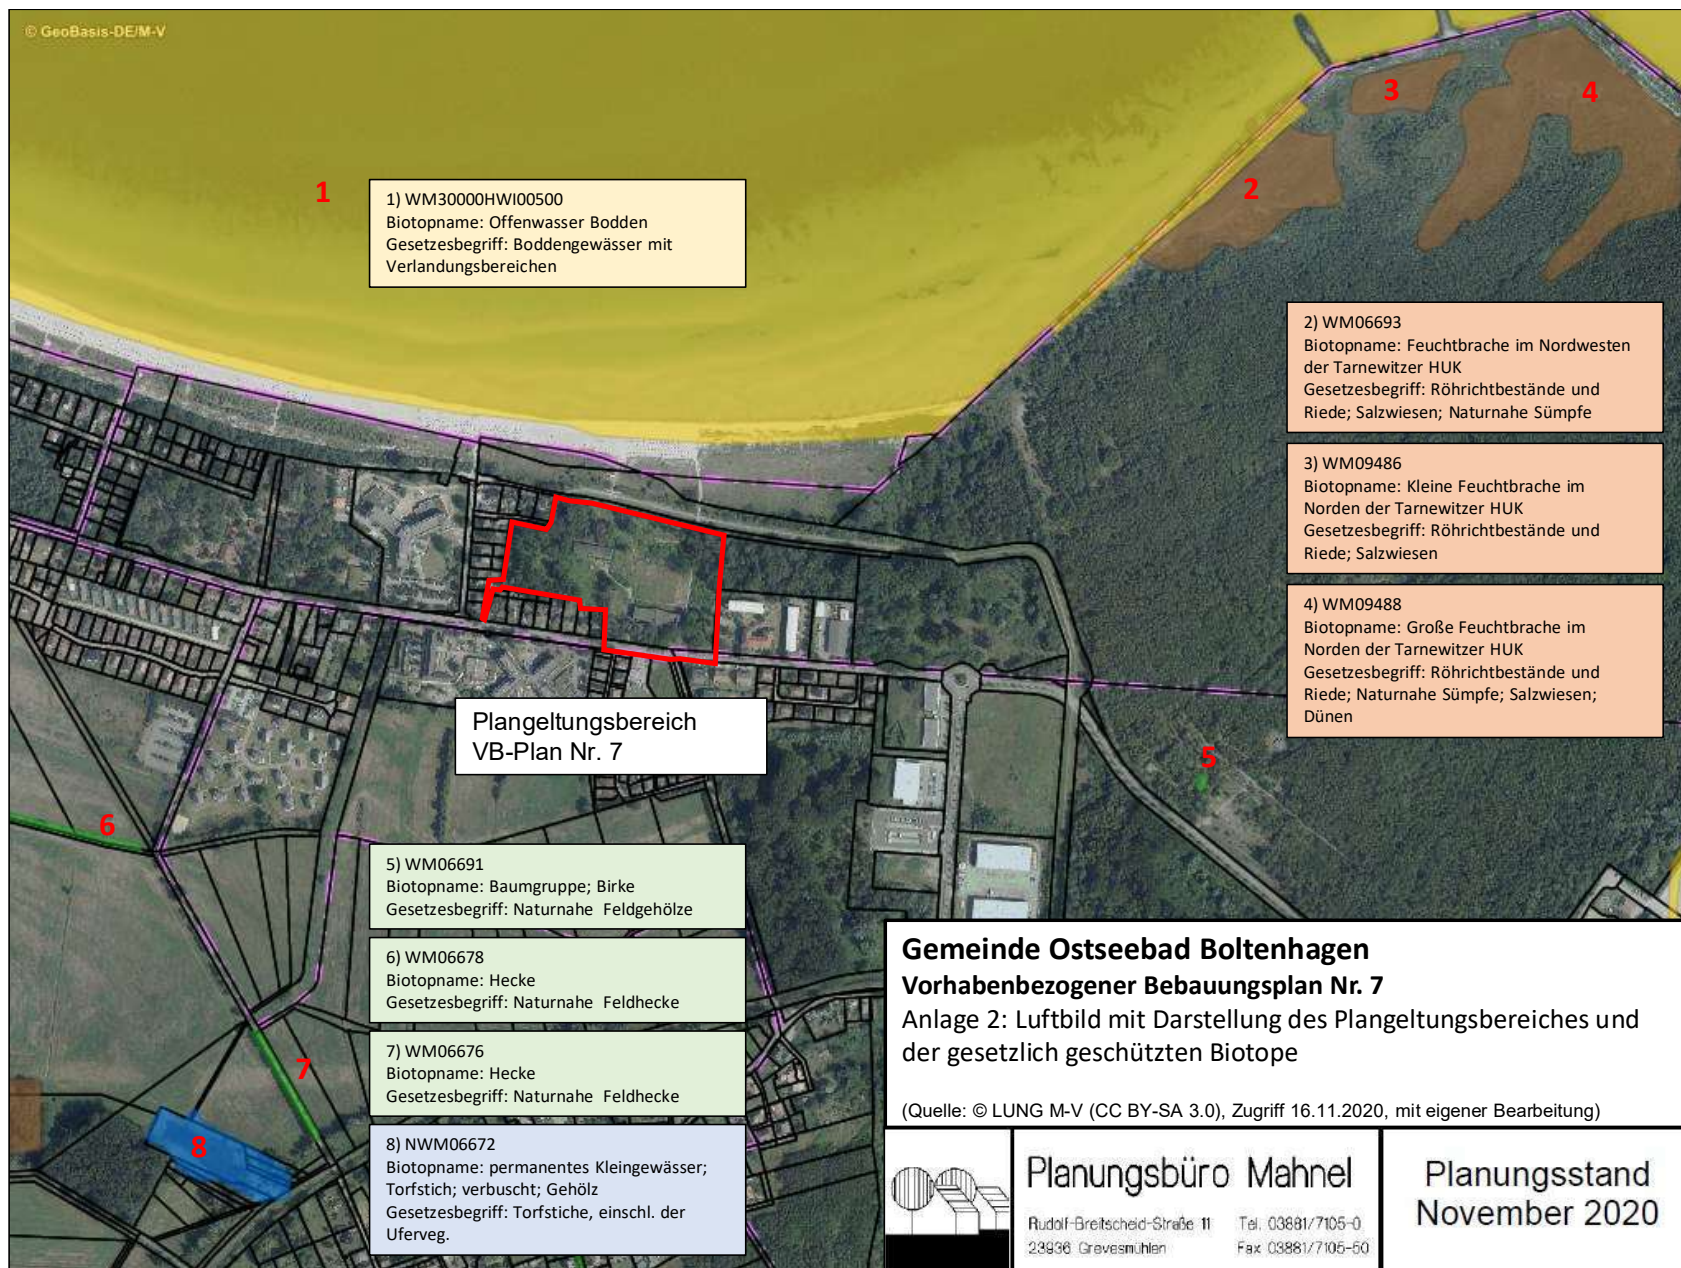 © GeoBasis-DE/M-V
1
3
4
2
1) WM30000HWI00500
Biotopname: Offenwasser Bodden
Gesetzesbegriff: Boddengewässer mit
Verlandungsbereichen
2) WM06693
Biotopname: Feuchtbrache im Nordwesten
der Tarnewitzer HUK
Gesetzesbegriff: Röhrichtbestände und
Riede; Salzwiesen; Naturnahe Sümpfe
3) WM09486
Biotopname: Kleine Feuchtbrache im
Norden der Tarnewitzer HUK
Gesetzesbegriff: Röhrichtbestände und
Riede; Salzwiesen
4) WM09488
Biotopname: Große Feuchtbrache im
Norden der Tarnewitzer HUK
Gesetzesbegriff: Röhrichtbestände und
Riede; Naturnahe Sümpfe; Salzwiesen;
Dünen
Plangeltungsbereich
VB-Plan Nr. 7
5
6
5) WM06691
Biotopname: Baumgruppe; Birke
Gesetzesbegriff: Naturnahe Feldgehölze
6) WM06678
Biotopname: Hecke
Gesetzesbegriff: Naturnahe Feldhecke
7
7) WM06676
Biotopname: Hecke
Gesetzesbegriff: Naturnahe Feldhecke
8
8) NWM06672
Biotopname: permanentes Kleingewässer;
Torfstich; verbuscht; Gehölz
Gesetzesbegriff: Torfstiche, einschl. der
Uferveg.
Gemeinde Ostseebad Boltenhagen
Vorhabenbezogener Bebauungsplan Nr. 7
Anlage 2: Luftbild mit Darstellung des Plangeltungsbereiches und
der gesetzlich geschützten Biotope
(Quelle: © LUNG M-V (CC BY-SA 3.0), Zugriff 16.11.2020, mit eigener Bearbeitung)
Planungsbüro Mahnel
Rudolf-Breitscheid-Straße 11 Tel. 03881/7105-0
23936 Grevesmühlen Fax 03881/7105-50
Planungsstand
November 2020